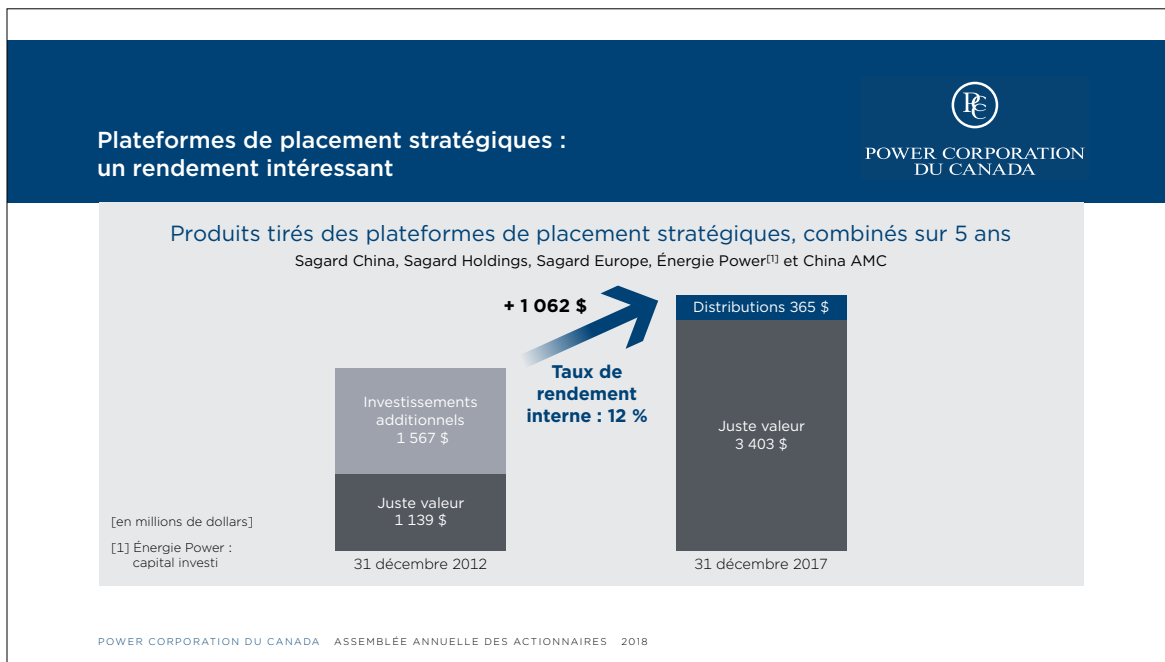 Plateformes de placement stratégiques :
un rendement intéressant
PCC
POWER CORPORATION
DU CANADA
Produits tirés des plateformes de placement stratégiques, combinés sur 5 ans
Sagard China, Sagard Holdings, Sagard Europe, Énergie Power[1] et China AMC
+ 1 062 $
Distributions 365 $
Taux de
rendement
interne : 12 %
Investissements
additionnels
1 567 $
Juste valeur
3 403 $
Juste valeur
1 139 $
[en millions de dollars]
[1] Énergie Power :
capital investi
31 décembre 2012
31 décembre 2017
POWER CORPORATION DU CANADA ASSEMBLÉE ANNUELLE DES ACTIONNAIRES 2018